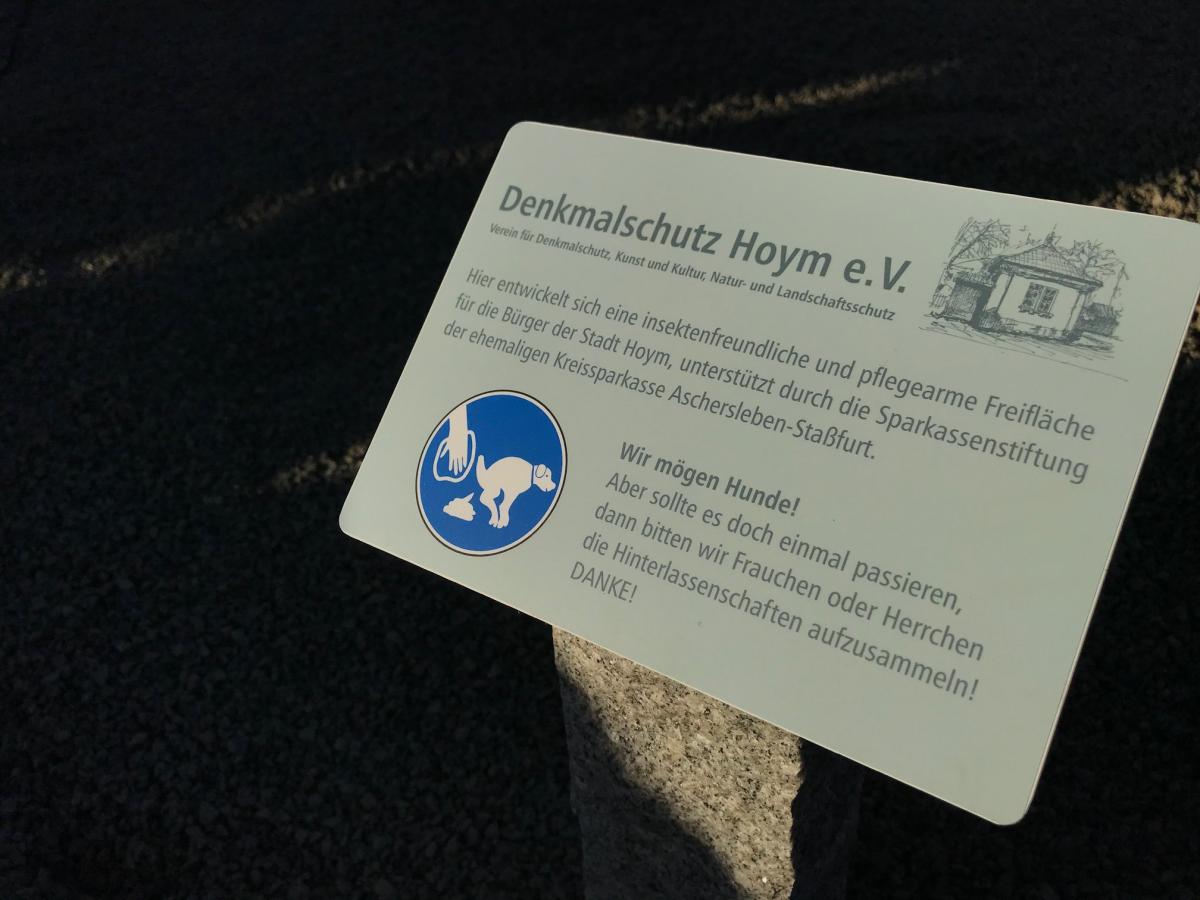 Denkmalschutz Hoym e.V.
Verein für Denkmalschutz, Kunst und Kultur, Natur- und Landschaftsschutz
Hier entwickelt sich eine insektenfreundliche und pflegearme Freifläche
für die Bürger der Stadt Hoym, unterstützt durch die Sparkassenstiftung
der ehemaligen Kreissparkasse Aschersleben-Staßfurt.
Wir mögen Hunde!
Aber sollte es doch einmal passieren,
dann bitten wir Frauchen oder Herrchen
die Hinterlassenschaften aufzusammeln!
DANKE!